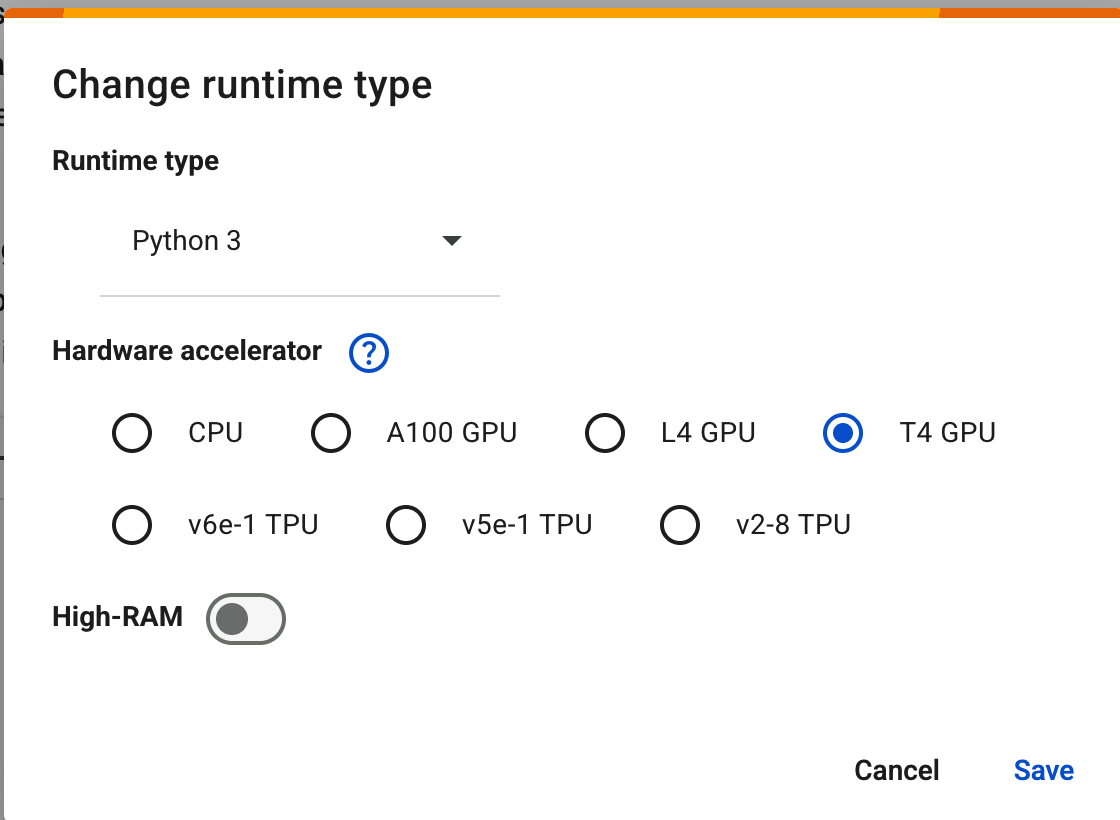 Change runtime type
Runtime type
Python 3
Hardware accelerator ?
CPU A100 GPU L4 GPU T4 GPU
v6e-1 TPU v5e-1 TPU v2-8 TPU
High-RAM
Cancel Save